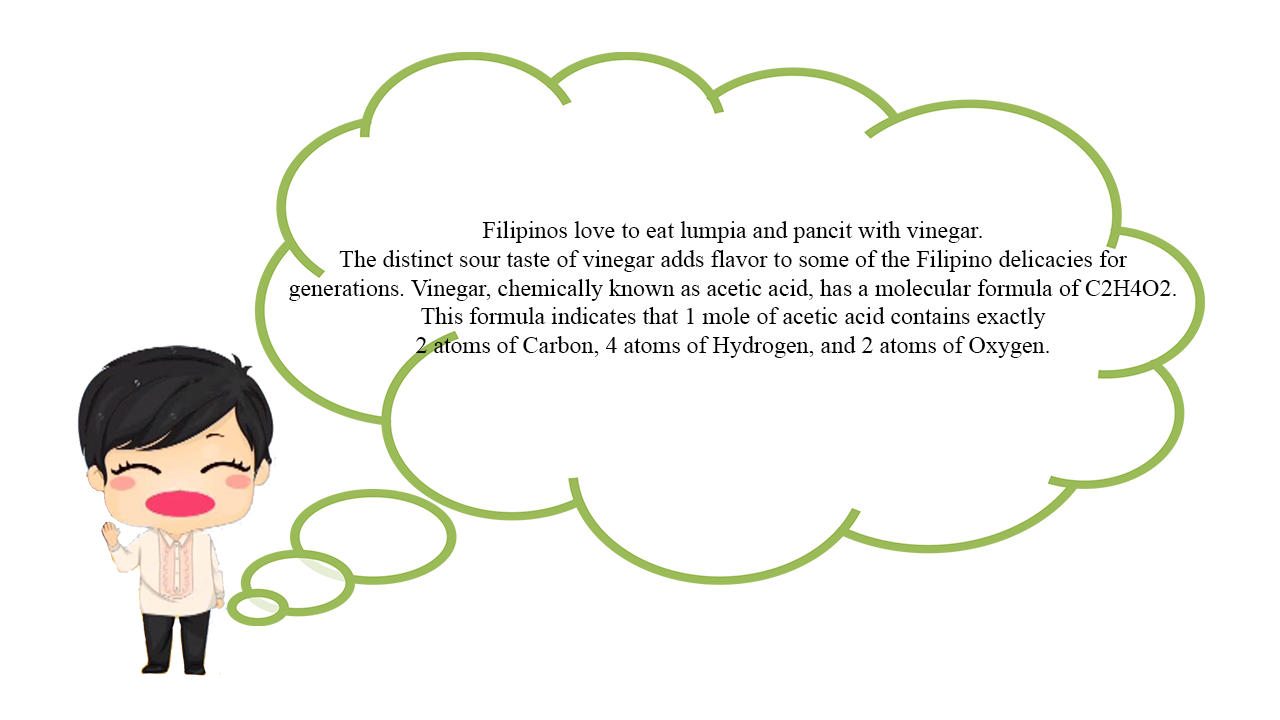 Filipinos love to eat lumpia and pancit with vinegar.
The distinct sour taste of vinegar adds flavor to some of the Filipino delicacies for
generations. Vinegar, chemically known as acetic acid, has a molecular formula of C2H4O2.
This formula indicates that 1 mole of acetic acid contains exactly
2 atoms of Carbon, 4 atoms of Hydrogen, and 2 atoms of Oxygen.